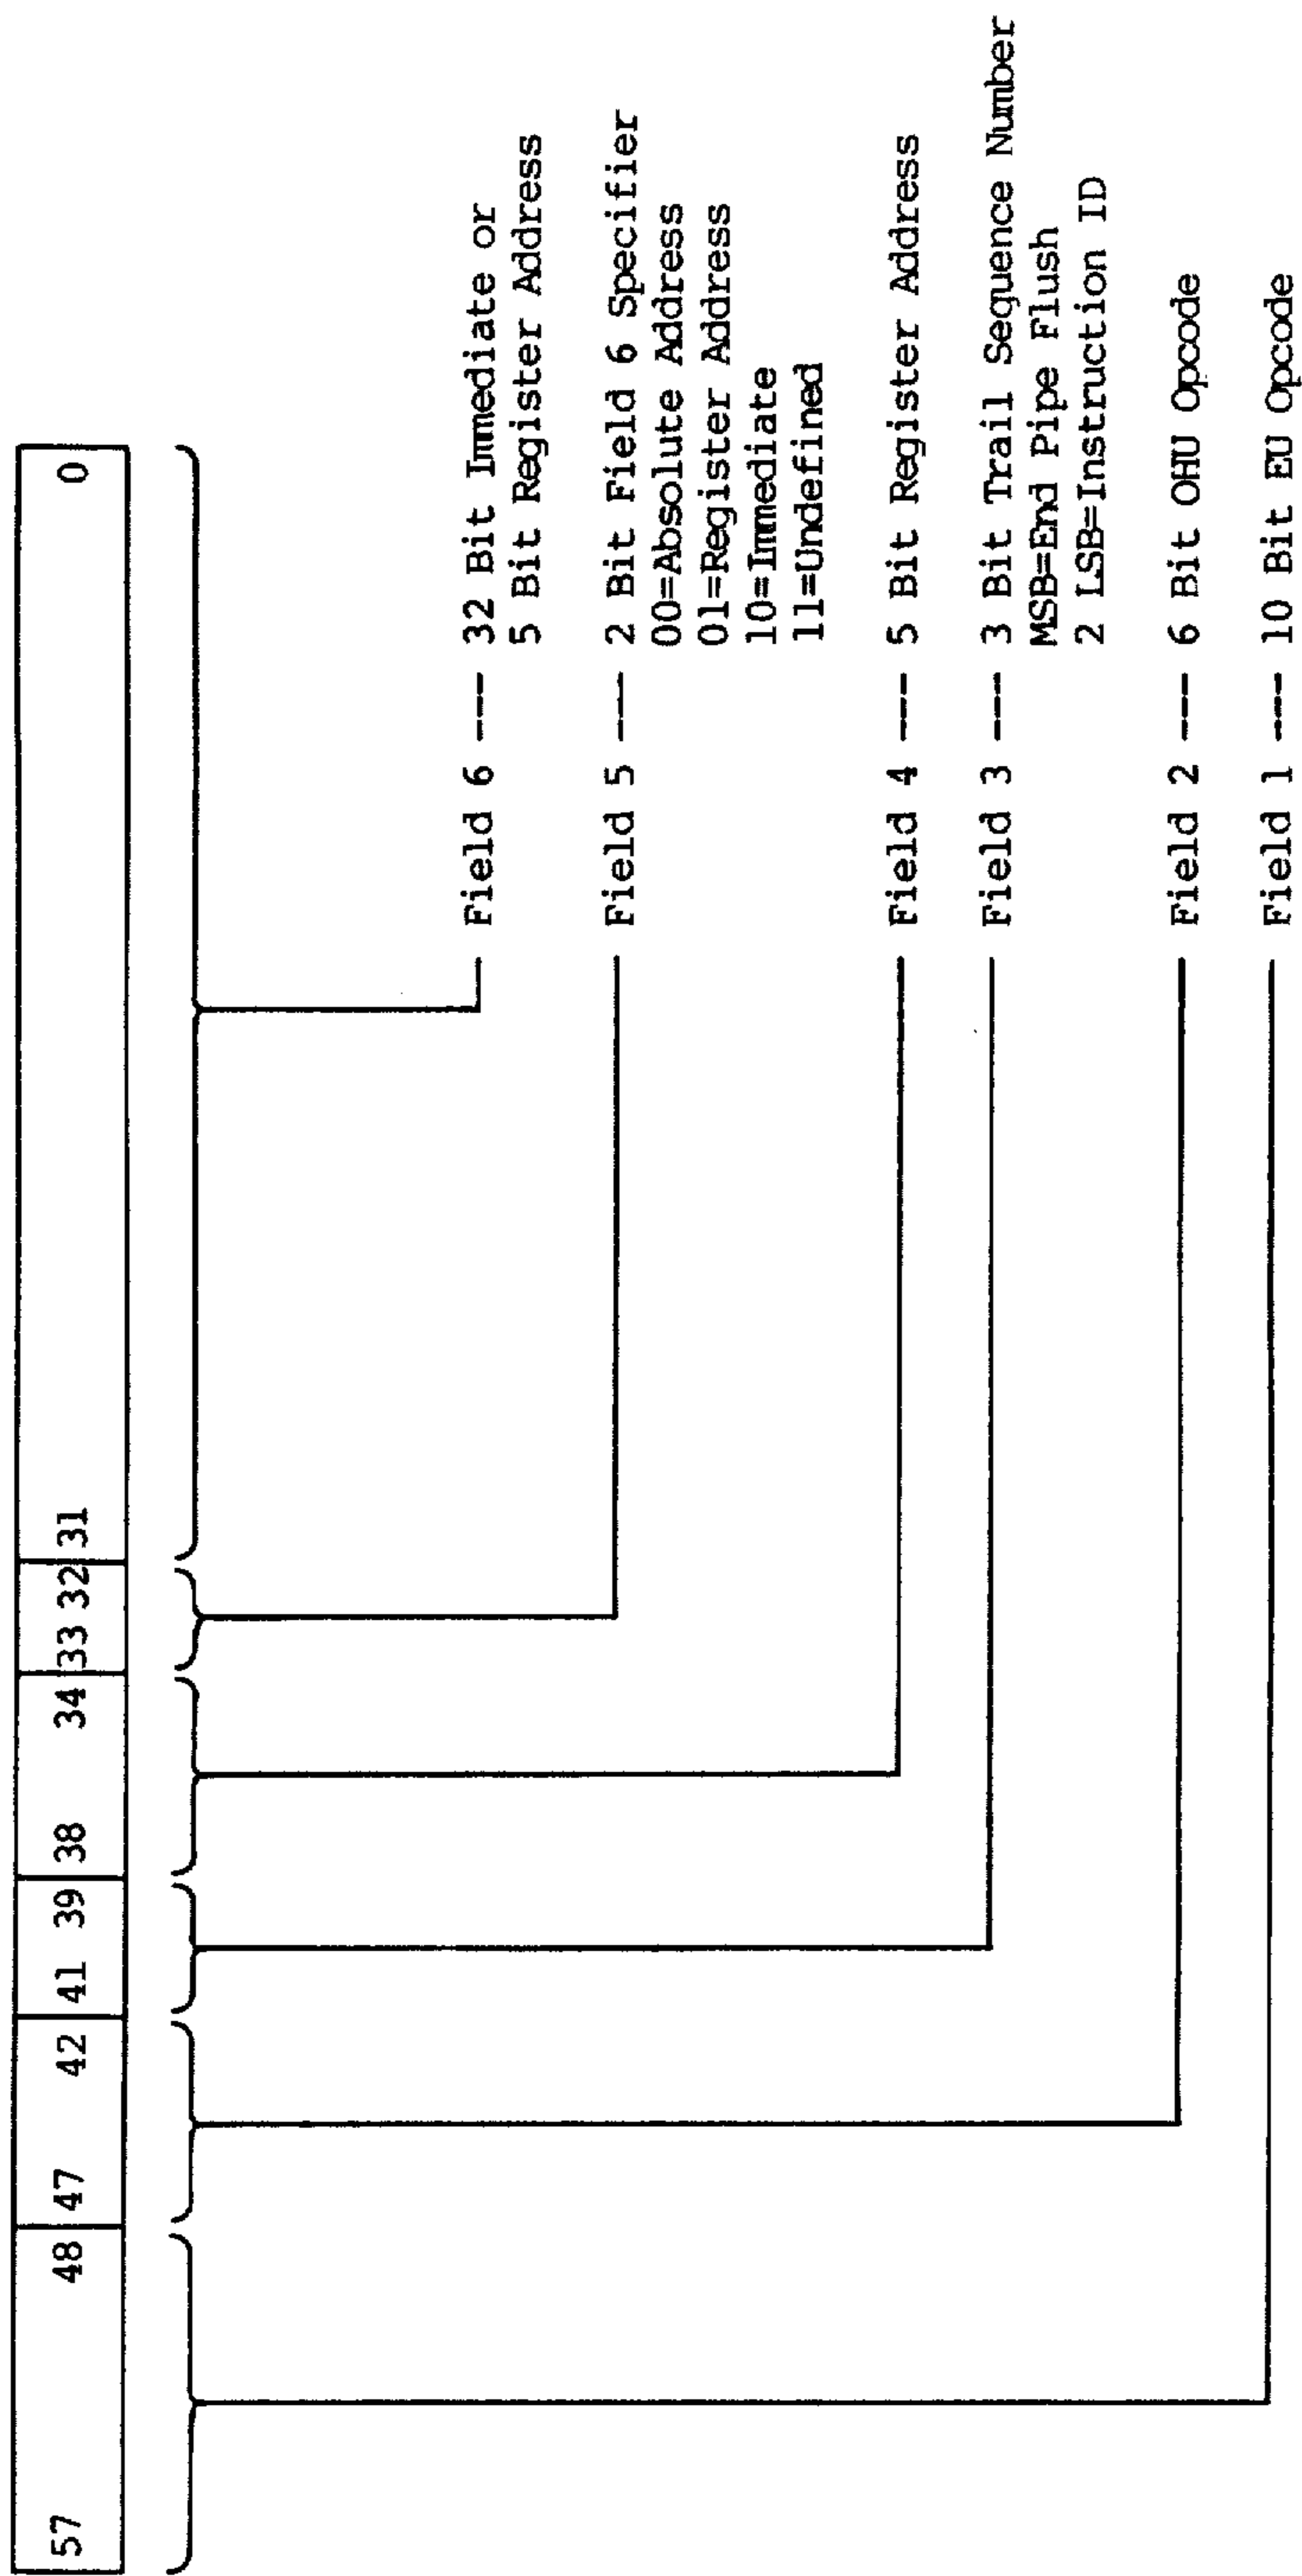 57 48 47 42 41 39 38 34 33 32 31 0
Field 6 --- 32 Bit Immediate or
5 Bit Register Address
Field 5 --- 2 Bit Field 6 Specifier
00=Absolute Address
01=Register Address
10=Immediate
11=Undefined
Field 4 --- 5 Bit Register Address
Field 3 --- 3 Bit Trail Sequence Number
MSB=End Pipe Flush
2 LSB=Instruction ID
Field 2 --- 6 Bit OHU Opcode
Field 1 --- 10 Bit EU Opcode